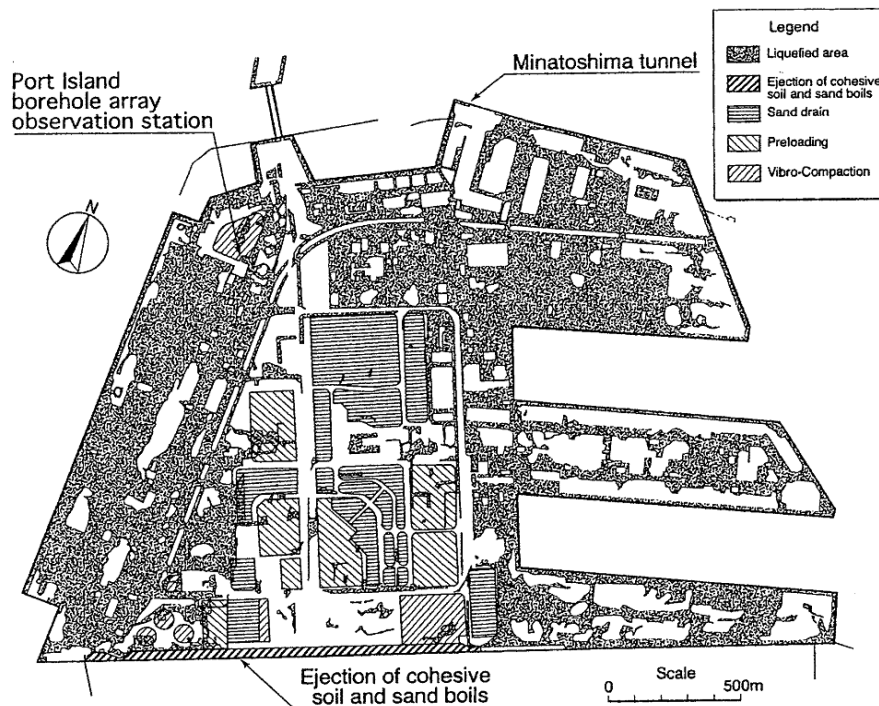 Legend
Liquefied area
Ejection of cohesive
soil and sand boils
Sand drain
Preloading
Vibro-Compaction
Minatoshima tunnel
Port Island
borehole array
observation station
N
Ejection of cohesive
soil and sand boils
Scale
0 500m